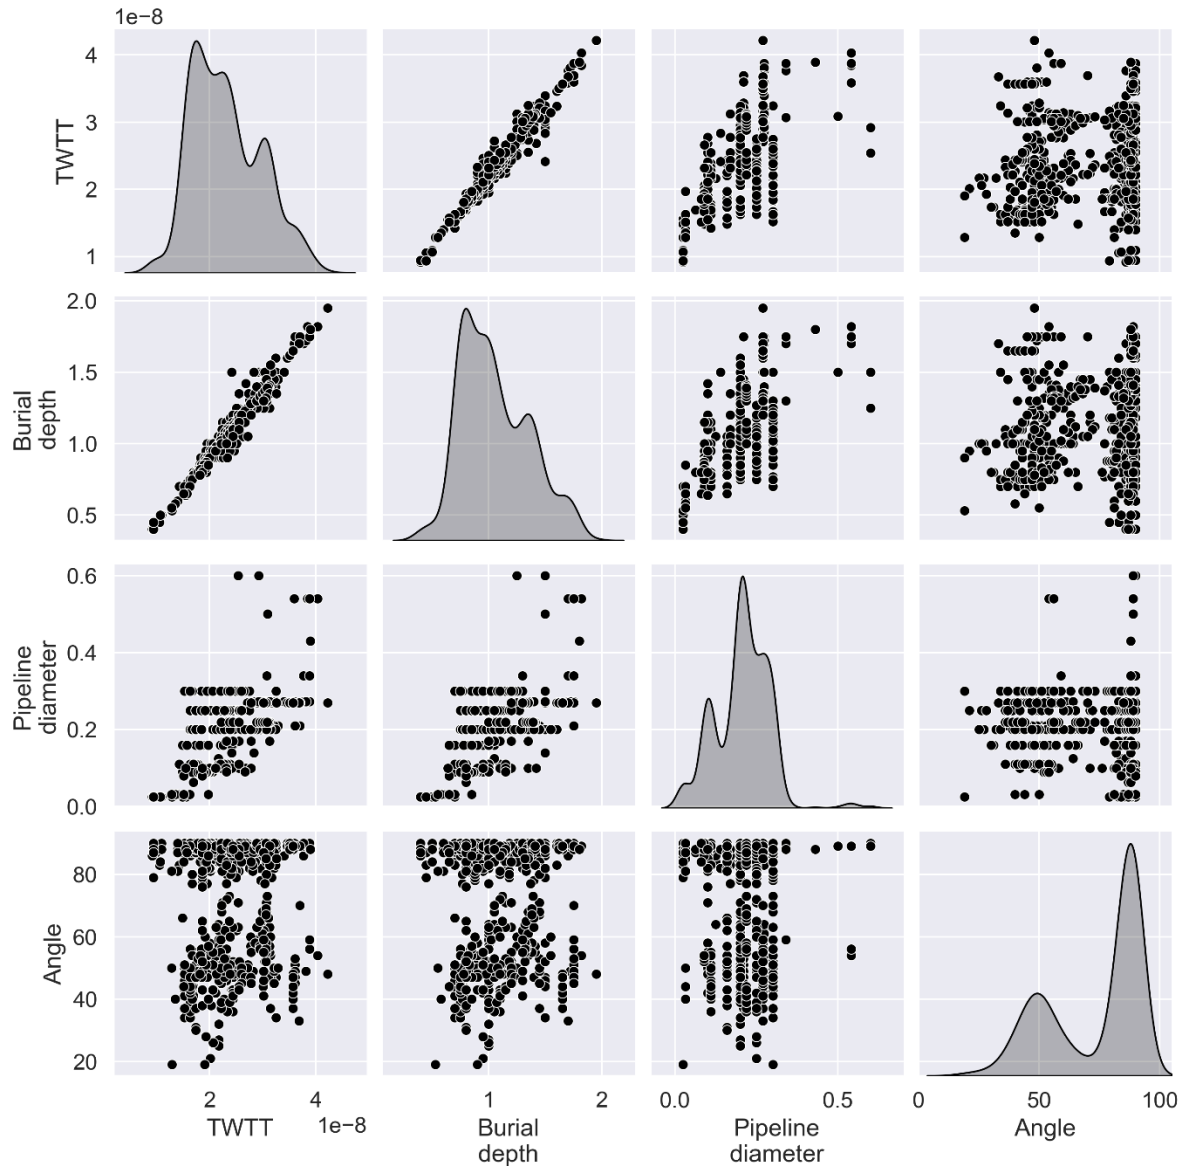 1e−8
TWTT
4
3
2
1
Burial
depth
2.0
1.5
1.0
0.5
Pipeline
diameter
0.6
0.4
0.2
0.0
Angle
80
60
40
20
2 4
TWTT 1e−8
1 2
Burial
depth
0.0 0.5
Pipeline
diameter
0 50 100
Angle